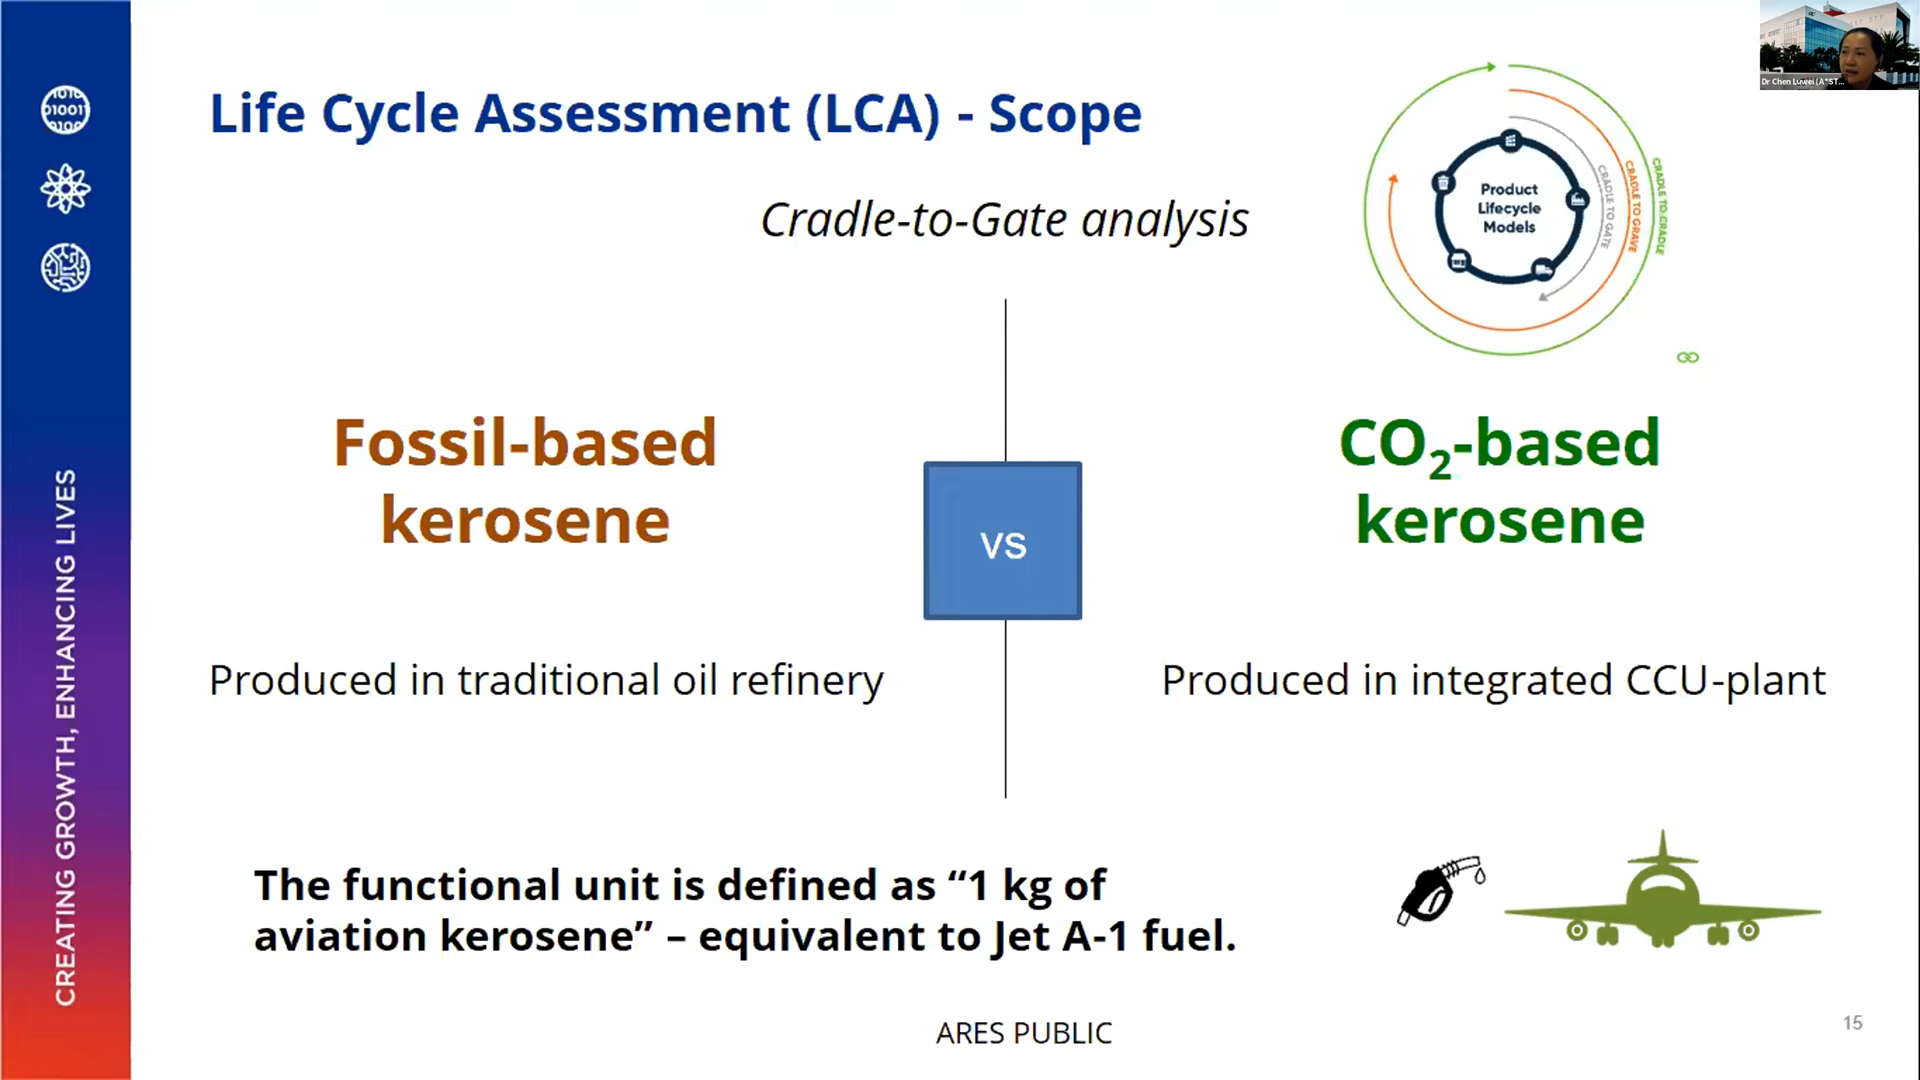 Life Cycle Assessment (LCA) - Scope
Dr Chen Luwei (A*ST...
Cradle-to-Gate analysis
Product
Lifecycle
Models
CRADLE TO GATE
CRADLE TO GRAVE
CRADLE TO CRADLE
Fossil-based
kerosene
VS
CO₂-based
kerosene
Produced in traditional oil refinery
Produced in integrated CCU-plant
The functional unit is defined as “1 kg of
aviation kerosene” – equivalent to Jet A-1 fuel.
ARES PUBLIC
15
CREATING GROWTH, ENHANCING LIVES